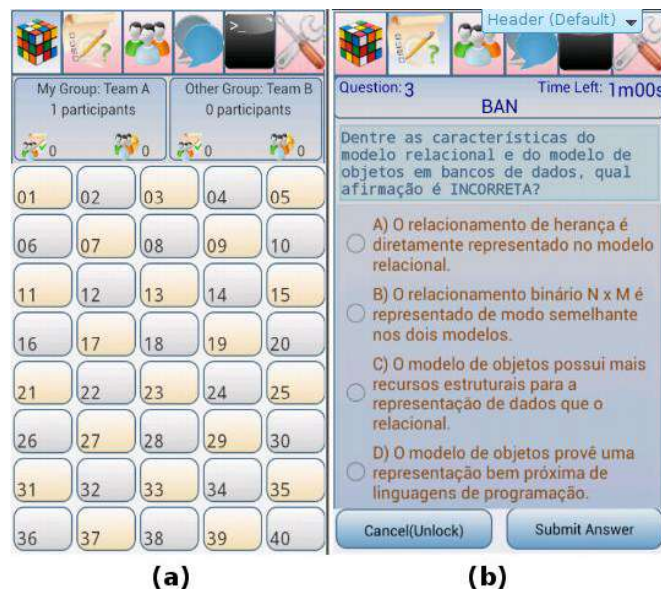 Header (Default)
>_
My Group: Team A
1 participants
0
0
Other Group: Team B
0 participants
0
0
01 02 03 04 05
06 07 08 09 10
11 12 13 14 15
16 17 18 19 20
21 22 23 24 25
26 27 28 29 30
31 32 33 34 35
36 37 38 39 40
(a)
Question: 3
Time Left: 1m00s
BAN
Dentre as características do
modelo relacional e do modelo de
objetos em bancos de dados, qual
afirmação é INCORRETA?
A) O relacionamento de herança é
diretamente representado no modelo
relacional.
B) O relacionamento binário N x M é
representado de modo semelhante
nos dois modelos.
C) O modelo de objetos possui mais
recursos estruturais para a
representação de dados que o
relacional.
D) O modelo de objetos provê uma
representação bem próxima de
linguagens de programação.
Cancel(Unlock)
Submit Answer
(b)